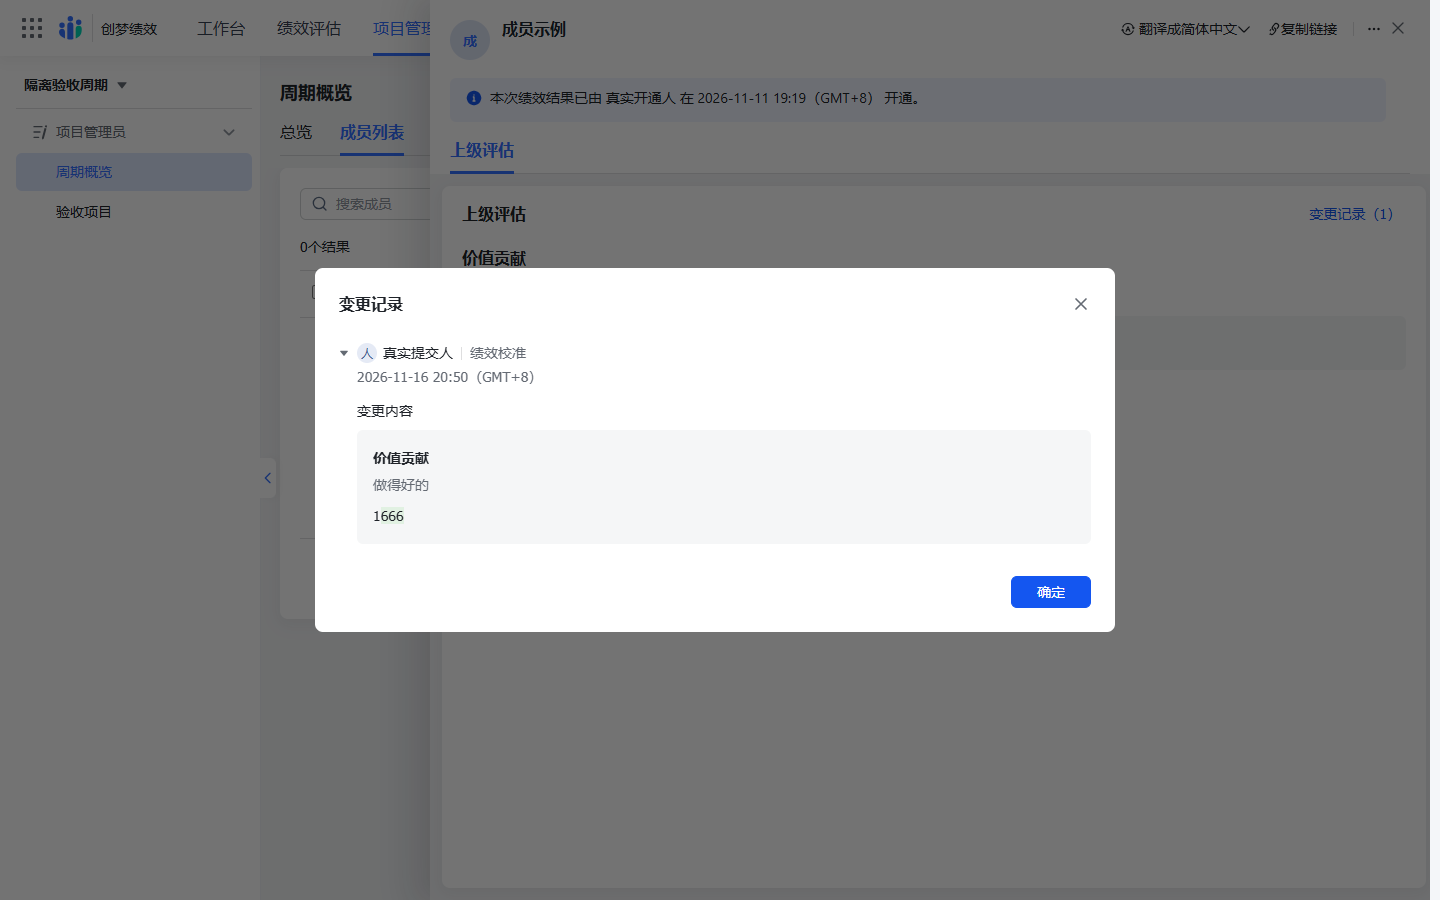 创梦绩效
工作台
绩效评估
项目管理
成
成员示例
翻译成简体中文
复制链接
隔离验收周期
项目管理员
周期概览
验收项目
周期概览
总览
成员列表
搜索成员
0个结果
本次绩效结果已由 真实开通人 在 2026-11-11 19:19（GMT+8） 开通。
上级评估
上级评估
变更记录（1）
价值贡献
变更记录
人 真实提交人 绩效校准
2026-11-16 20:50（GMT+8）
变更内容
价值贡献
做得好的
1666
确定